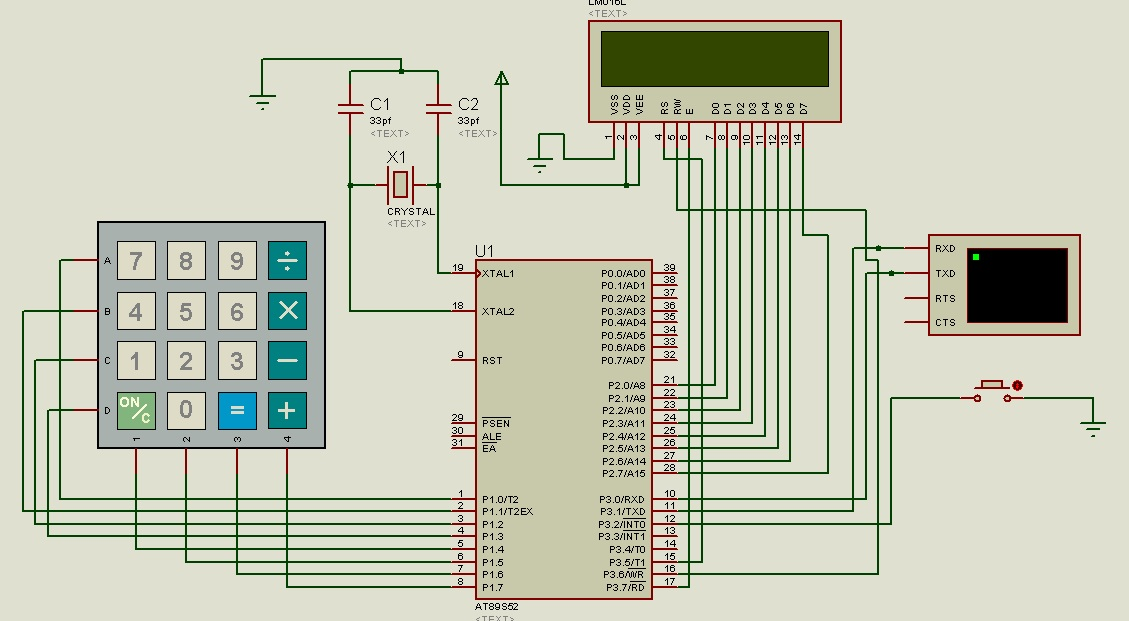 LM016L
<TEXT>
VSS
VDD
VEE
RS
RW
E
D0
D1
D2
D3
D4
D5
D6
D7
1
2
3
4
5
6
7
8
9
10
11
12
13
14
C1
33pf
<TEXT>
C2
33pf
<TEXT>
X1
CRYSTAL
<TEXT>
A
B
C
D
7 8 9 ÷
4 5 6 ×
1 2 3 −
ON/C 0 = +
1 2 3 4
U1
19 XTAL1
18 XTAL2
9 RST
29 PSEN
30 ALE
31 EA
1 P1.0/T2
2 P1.1/T2EX
3 P1.2
4 P1.3
5 P1.4
6 P1.5
7 P1.6
8 P1.7
P0.0/AD0 39
P0.1/AD1 38
P0.2/AD2 37
P0.3/AD3 36
P0.4/AD4 35
P0.5/AD5 34
P0.6/AD6 33
P0.7/AD7 32
P2.0/A8 21
P2.1/A9 22
P2.2/A10 23
P2.3/A11 24
P2.4/A12 25
P2.5/A13 26
P2.6/A14 27
P2.7/A15 28
P3.0/RXD 10
P3.1/TXD 11
P3.2/INT0 12
P3.3/INT1 13
P3.4/T0 14
P3.5/T1 15
P3.6/WR 16
P3.7/RD 17
AT89S52
<TEXT>
RXD
TXD
RTS
CTS